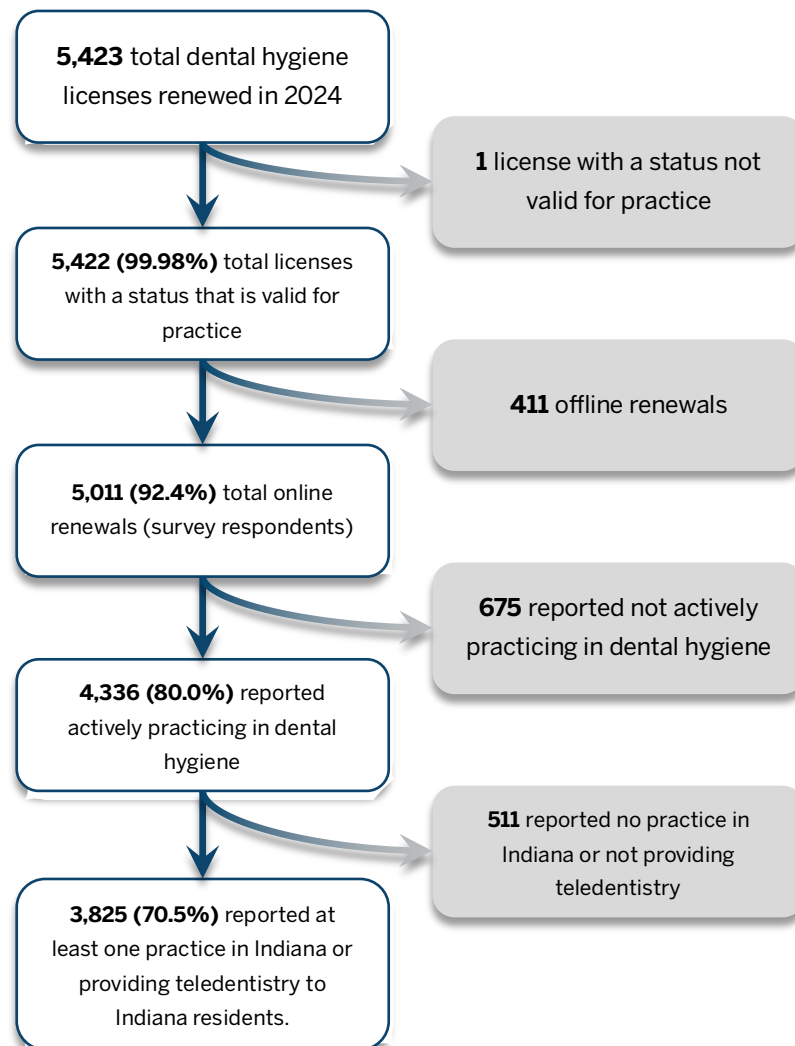 5,423 total dental hygiene
licenses renewed in 2024
1 license with a status not
valid for practice
5,422 (99.98%) total licenses
with a status that is valid for
practice
411 offline renewals
5,011 (92.4%) total online
renewals (survey respondents)
675 reported not actively
practicing in dental hygiene
4,336 (80.0%) reported
actively practicing in dental
hygiene
511 reported no practice in
Indiana or not providing
teledentistry
3,825 (70.5%) reported at
least one practice in Indiana or
providing teledentistry to
Indiana residents.